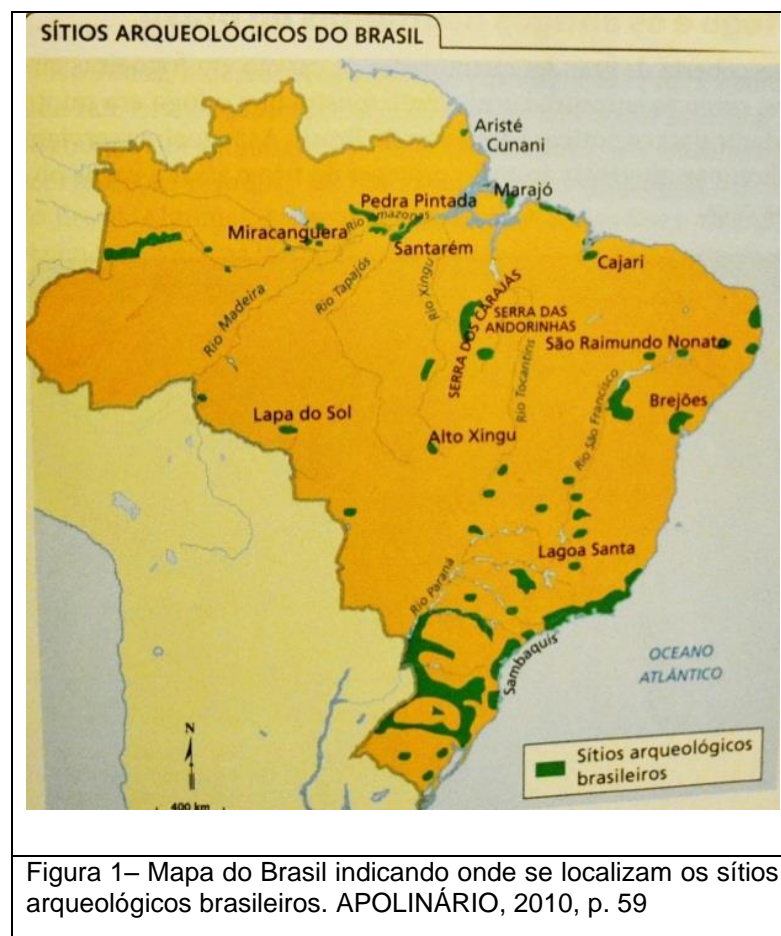 SÍTIOS ARQUEOLÓGICOS DO BRASIL
Aristé
Cunani
Marajó
Pedra Pintada
Rio Amazonas
Miracanguera
Santarém
Cajari
Rio Madeira
Rio Tapajós
Rio Xingu
SERRA DOS CARAJÁS
SERRA DAS
ANDORINHAS
São Raimundo Nonato
Rio Tocantins
Rio São Francisco
Brejões
Lapa do Sol
Alto Xingu
Lagoa Santa
Rio Paraná
Sambaquis
OCEANO
ATLÂNTICO
N
400 km
Sítios arqueológicos
brasileiros
Figura 1– Mapa do Brasil indicando onde se localizam os sítios
arqueológicos brasileiros. APOLINÁRIO, 2010, p. 59